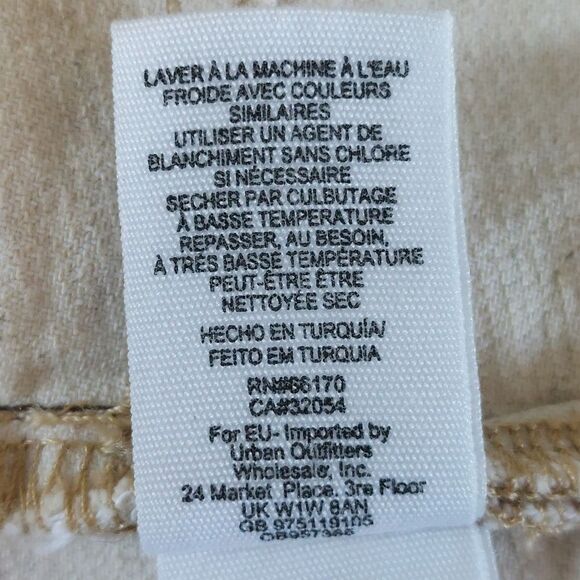 LAVER À LA MACHINE À L'EAU
FROIDE AVEC COULEURS
SIMILAIRES
UTILISER UN AGENT DE
BLANCHIMENT SANS CHLORE
SI NÉCESSAIRE
SECHER PAR CULBUTAGE
À BASSE TEMPERATURE
REPASSER, AU BESOIN,
À TRÈS BASSE TEMPÉRATURE
PEUT-ÊTRE ÊTRE
NETTOYÉE SEC
HECHO EN TURQUÍA/
FEITO EM TURQUIA
RN#66170
CA#32054
For EU- Imported by
Urban Outfitters
Wholesale, Inc.
24 Market Place, 3re Floor
UK W1W 8AN
GB 975119105